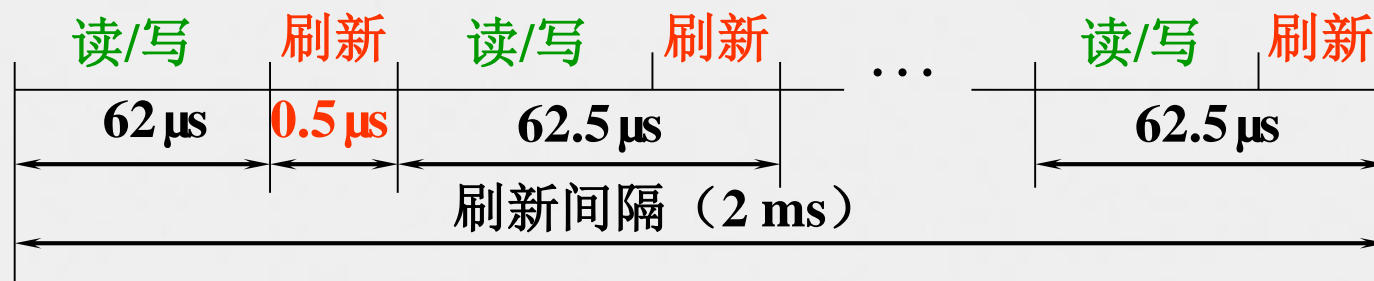 读/写 刷新 读/写 刷新 … 读/写 刷新
62 μs 0.5 μs 62.5 μs 62.5 μs
刷新间隔（2 ms）